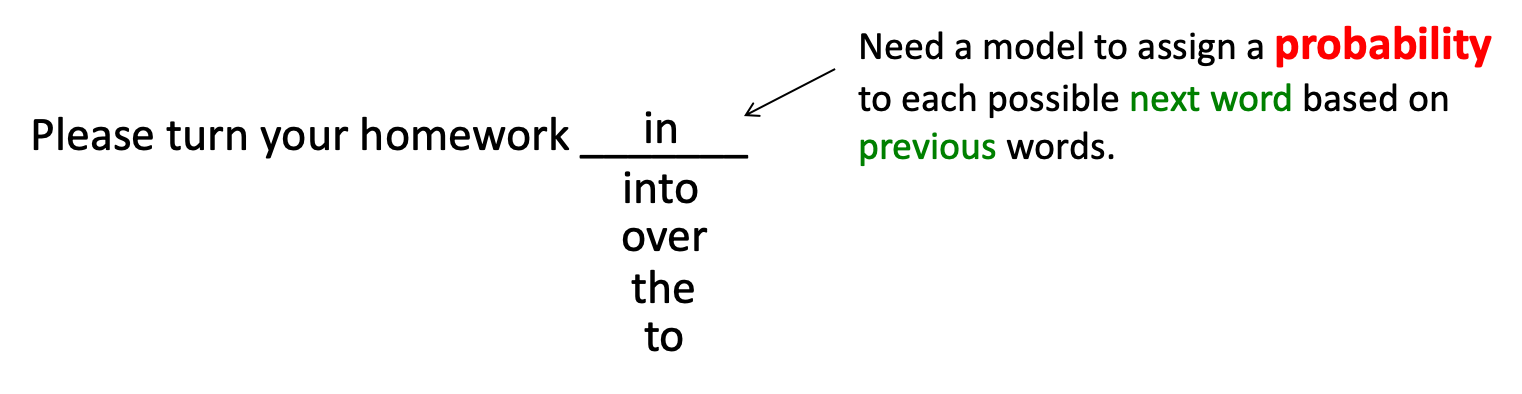 Need a model to assign a probability
to each possible next word based on
previous words.
Please turn your homework in
into
over
the
to